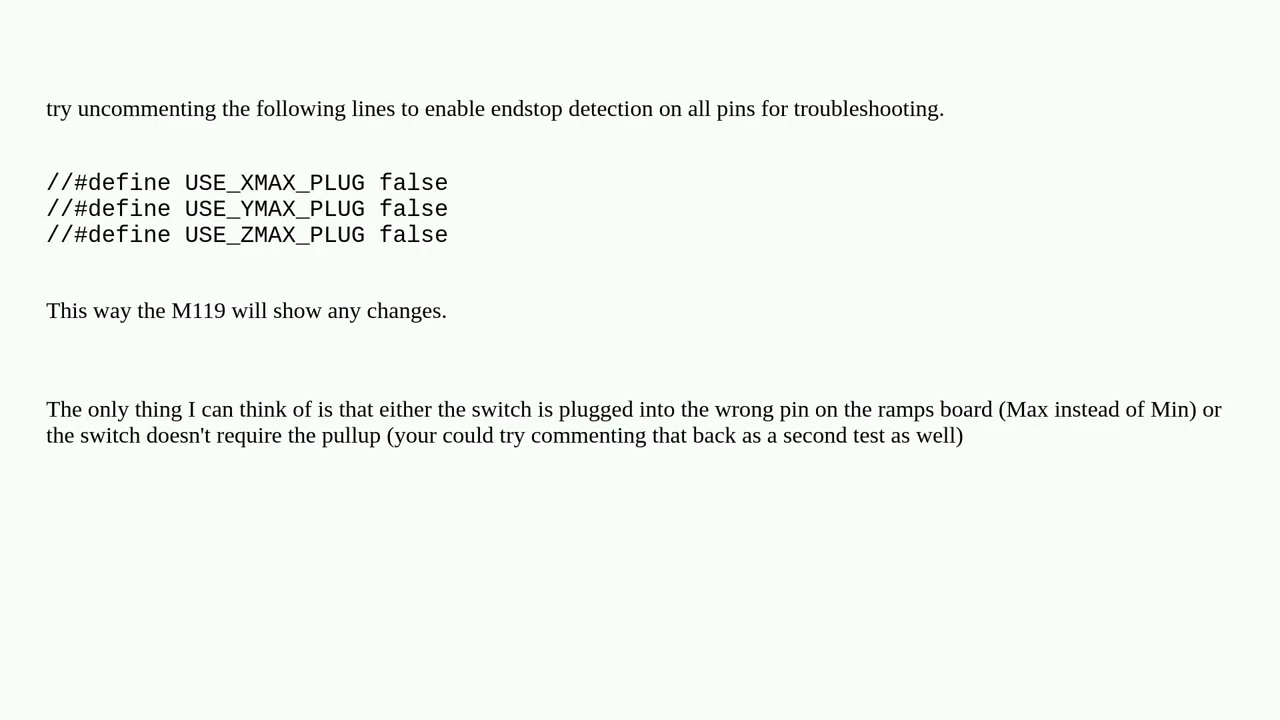 try uncommenting the following lines to enable endstop detection on all pins for troubleshooting.
//#define USE_XMAX_PLUG false
//#define USE_YMAX_PLUG false
//#define USE_ZMAX_PLUG false
This way the M119 will show any changes.
The only thing I can think of is that either the switch is plugged into the wrong pin on the ramps board (Max instead of Min) or
the switch doesn't require the pullup (your could try commenting that back as a second test as well)